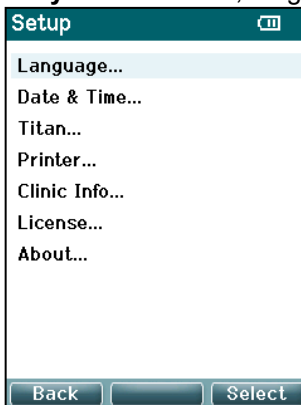 Setup
Language...
Date & Time...
Titan...
Printer...
Clinic Info...
License...
About...
Back Select